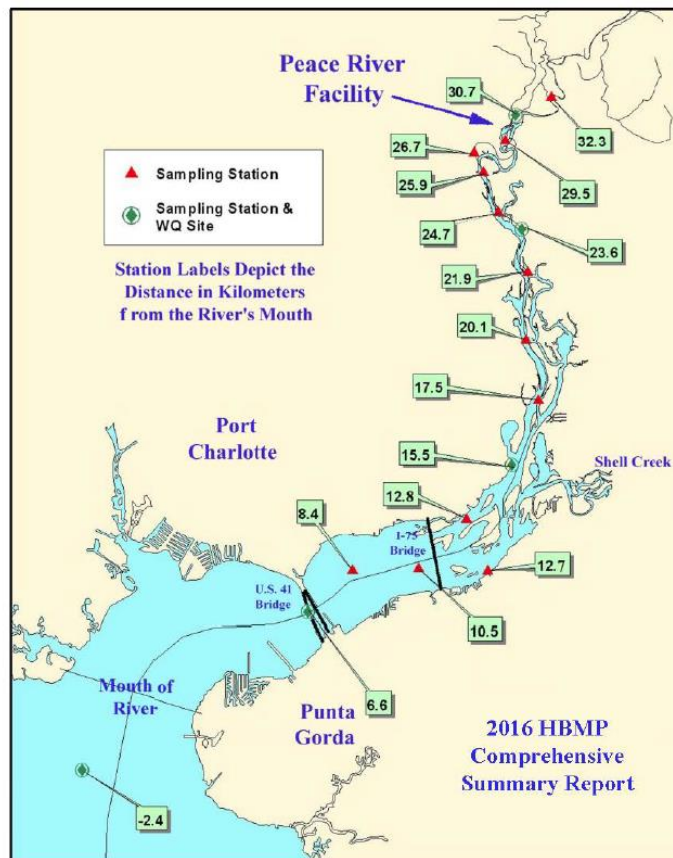 Peace River
Facility
30.7
32.3
Sampling Station
Sampling Station &
WQ Site
26.7
29.5
25.9
24.7
23.6
Station Labels Depict the
Distance in Kilometers
f rom the River's Mouth
21.9
20.1
17.5
Port
Charlotte
15.5
Shell Creek
12.8
8.4
I-75
Bridge
12.7
U.S. 41
Bridge
10.5
6.6
Mouth of
River
Punta
Gorda
2016 HBMP
Comprehensive
Summary Report
-2.4